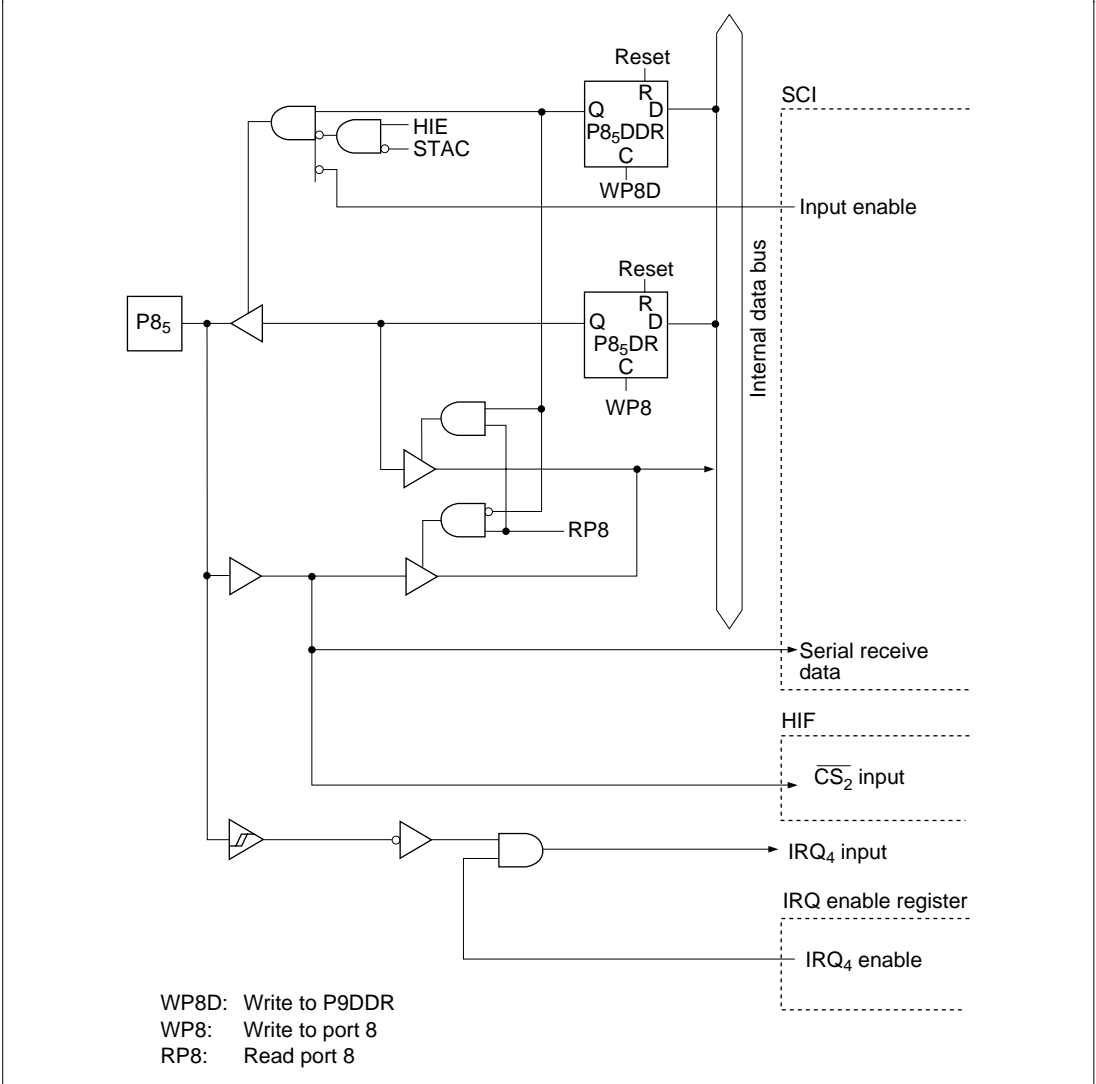 Reset
SCI
R
Q D
P8₅DDR
C
HIE
STAC
WP8D
Input enable
Internal data bus
Reset
R
Q D
P8₅DR
C
P8₅
WP8
RP8
Serial receive
data
HIF
C̅S̅₂ input
IRQ₄ input
IRQ enable register
IRQ₄ enable
WP8D: Write to P9DDR
WP8: Write to port 8
RP8: Read port 8